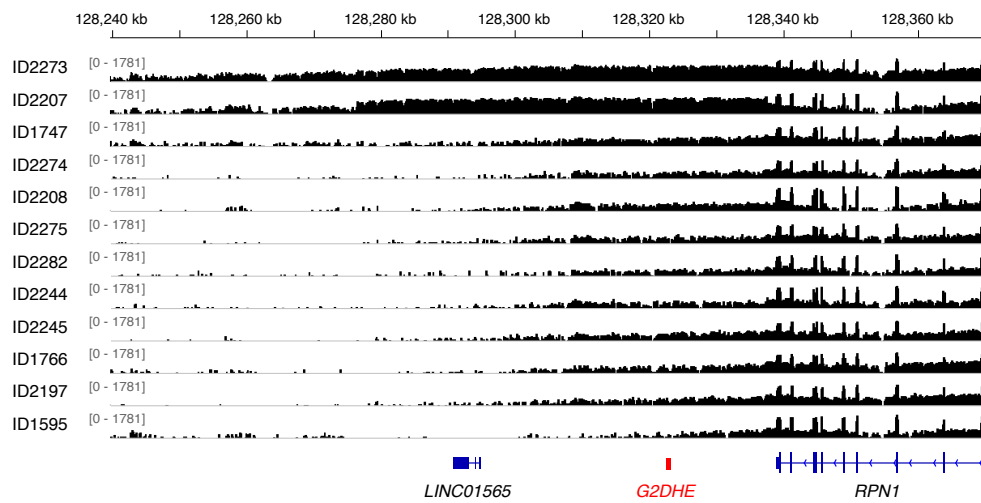 128,240 kb 128,260 kb 128,280 kb 128,300 kb 128,320 kb 128,340 kb 128,360 kb
ID2273 [0 - 1781]
ID2207 [0 - 1781]
ID1747 [0 - 1781]
ID2274 [0 - 1781]
ID2208 [0 - 1781]
ID2275 [0 - 1781]
ID2282 [0 - 1781]
ID2244 [0 - 1781]
ID2245 [0 - 1781]
ID1766 [0 - 1781]
ID2197 [0 - 1781]
ID1595 [0 - 1781]
LINC01565 G2DHE RPN1